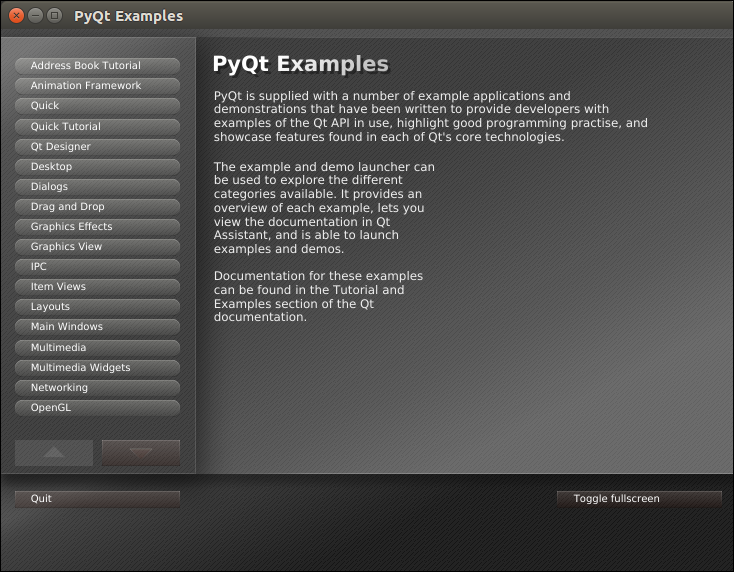 PyQt Examples
Address Book Tutorial
Animation Framework
Quick
Quick Tutorial
Qt Designer
Desktop
Dialogs
Drag and Drop
Graphics Effects
Graphics View
IPC
Item Views
Layouts
Main Windows
Multimedia
Multimedia Widgets
Networking
OpenGL
PyQt Examples
PyQt is supplied with a number of example applications and
demonstrations that have been written to provide developers with
examples of the Qt API in use, highlight good programming practise, and
showcase features found in each of Qt's core technologies.
The example and demo launcher can
be used to explore the different
categories available. It provides an
overview of each example, lets you
view the documentation in Qt
Assistant, and is able to launch
examples and demos.
Documentation for these examples
can be found in the Tutorial and
Examples section of the Qt
documentation.
Quit
Toggle fullscreen